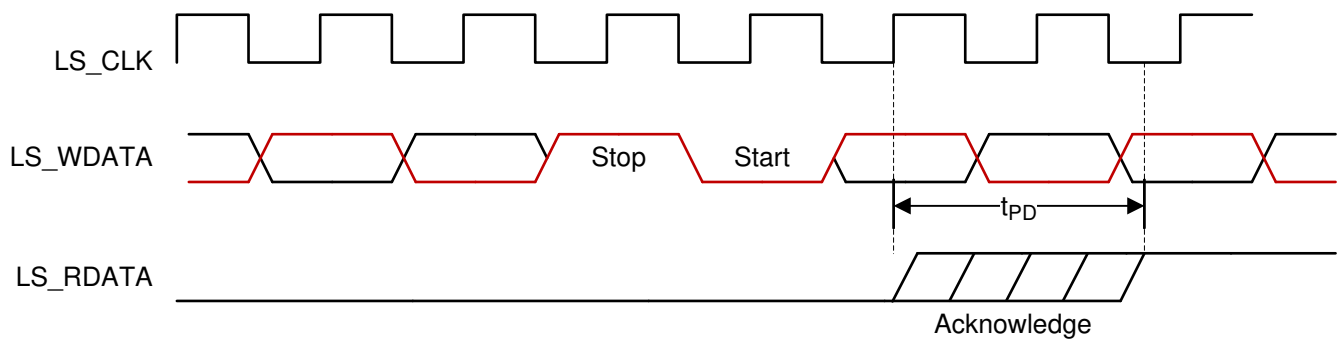 LS_CLK
LS_WDATA
Stop
Start
tPD
LS_RDATA
Acknowledge